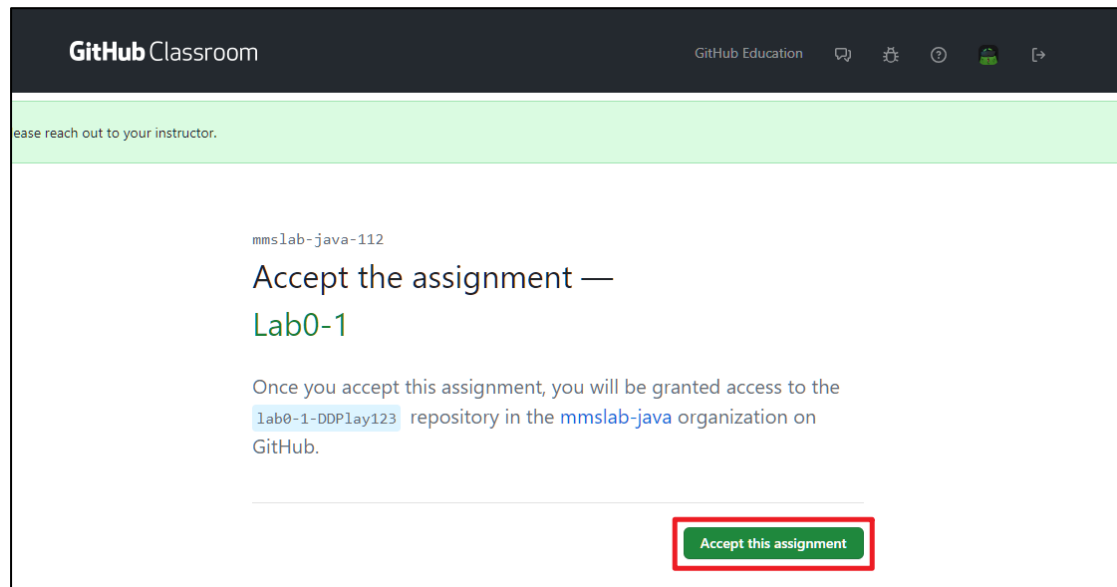 GitHub Classroom
GitHub Education
ease reach out to your instructor.
mmslab-java-112
Accept the assignment —
Lab0-1
Once you accept this assignment, you will be granted access to the
lab0-1-DDPlay123 repository in the mmslab-java organization on
GitHub.
Accept this assignment